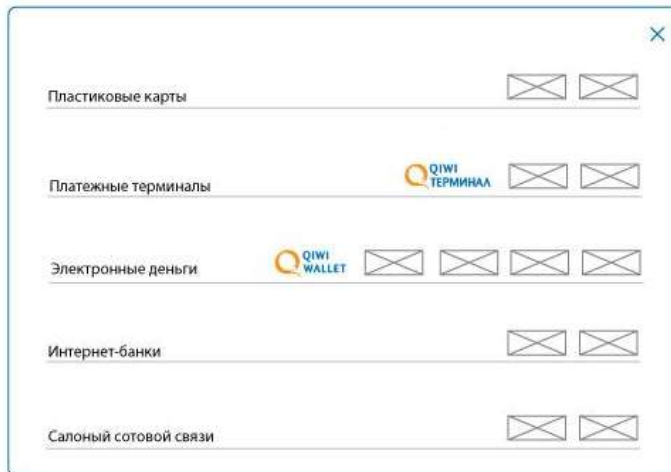 Пластиковые карты
QIWI
ТЕРМИНАЛ
Платежные терминалы
QIWI
WALLET
Электронные деньги
Интернет-банки
Салоный сотовой связи